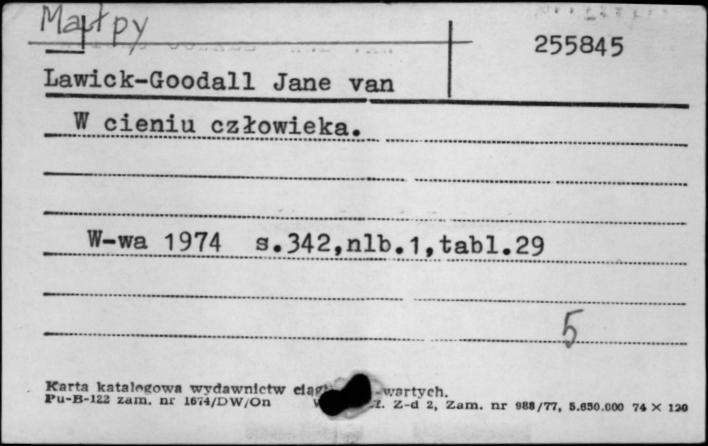 Małpy
255845
Lawick-Goodall Jane van
W cieniu człowieka.
W-wa 1974 s.342,nlb.1,tabl.29
5
Karta katalogowa wydawnictw wartych.
Pu-B-122 zam. nr 1674/DW/On Z-d 2, Zam. nr 988/77, 5.650.000 74 × 120